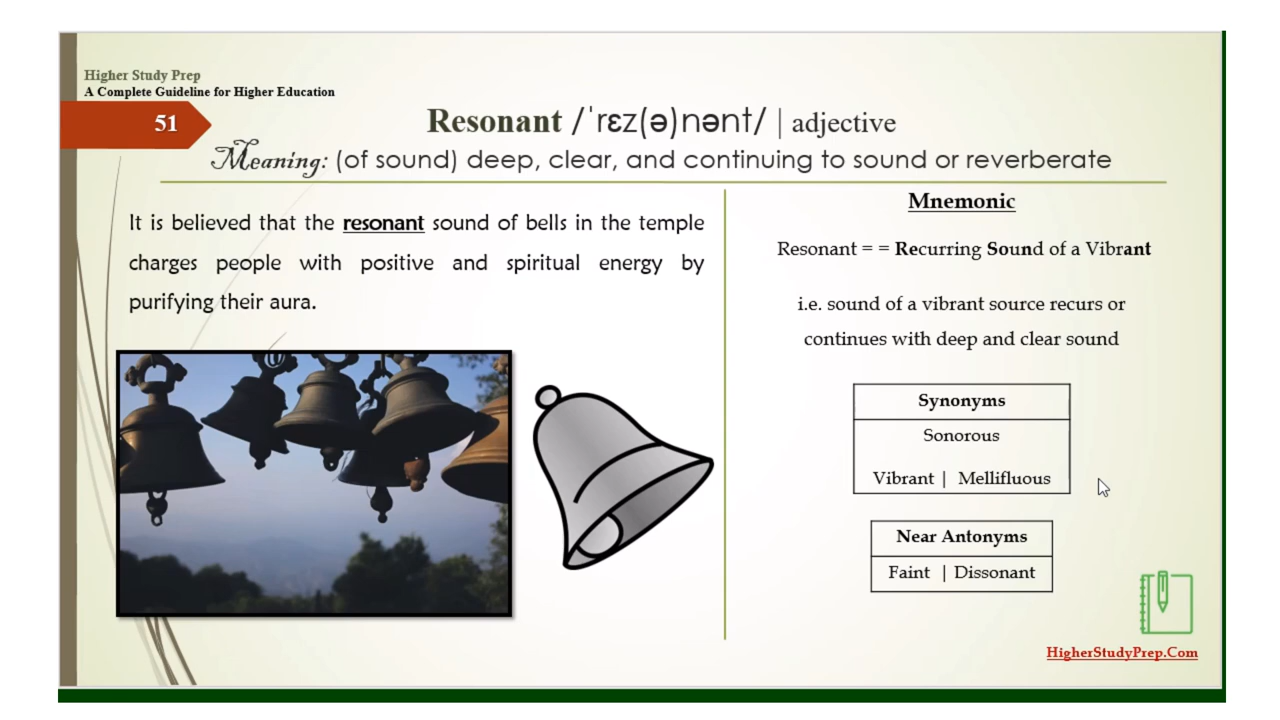 Higher Study Prep
A Complete Guideline for Higher Education
51
Resonant /ˈrɛz(ə)nənt/ | adjective
Meaning: (of sound) deep, clear, and continuing to sound or reverberate
It is believed that the resonant sound of bells in the temple
charges people with positive and spiritual energy by
purifying their aura.
Mnemonic
Resonant = = Recurring Sound of a Vibrant
i.e. sound of a vibrant source recurs or
continues with deep and clear sound
Synonyms
Sonorous
Vibrant | Mellifluous
Near Antonyms
Faint | Dissonant
HigherStudyPrep.Com